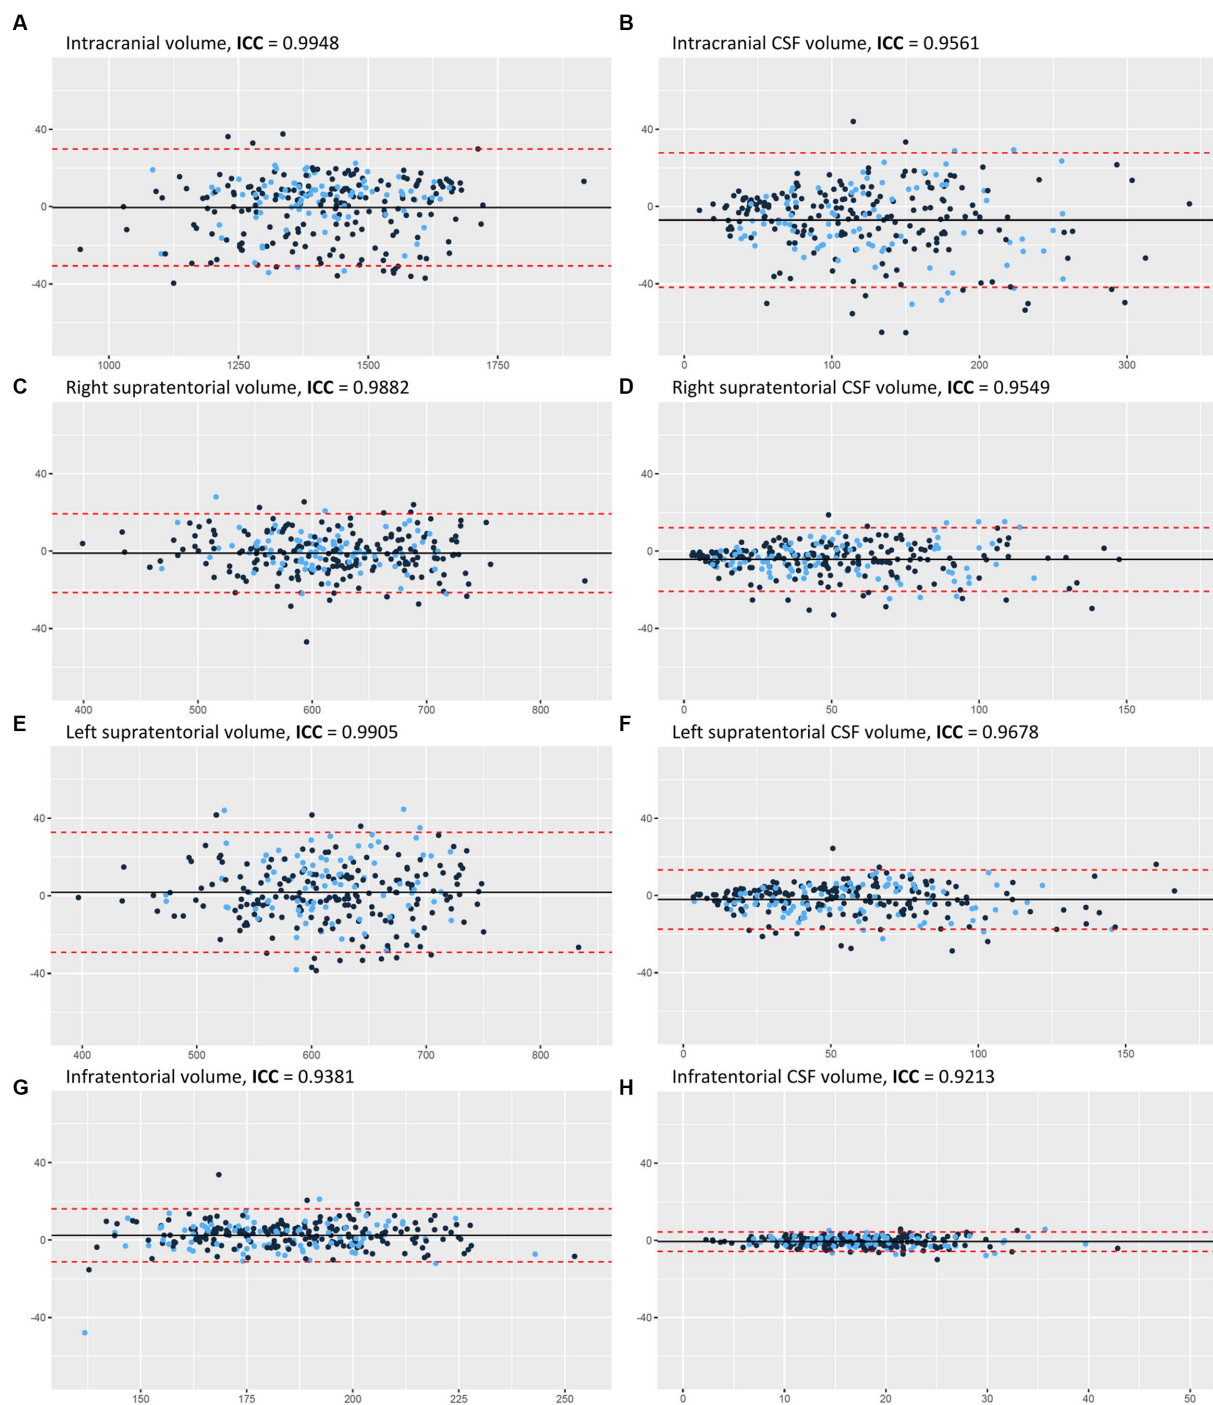 A
Intracranial volume, ICC = 0.9948
40
0
-40
1000 1250 1500 1750
B
Intracranial CSF volume, ICC = 0.9561
40
0
-40
0 100 200 300
C
Right supratentorial volume, ICC = 0.9882
40
0
-40
400 500 600 700 800
D
Right supratentorial CSF volume, ICC = 0.9549
40
0
-40
0 50 100 150
E
Left supratentorial volume, ICC = 0.9905
40
0
-40
400 500 600 700 800
F
Left supratentorial CSF volume, ICC = 0.9678
40
0
-40
0 50 100 150
G
Infratentorial volume, ICC = 0.9381
40
0
-40
150 175 200 225 250
H
Infratentorial CSF volume, ICC = 0.9213
40
0
-40
0 10 20 30 40 50